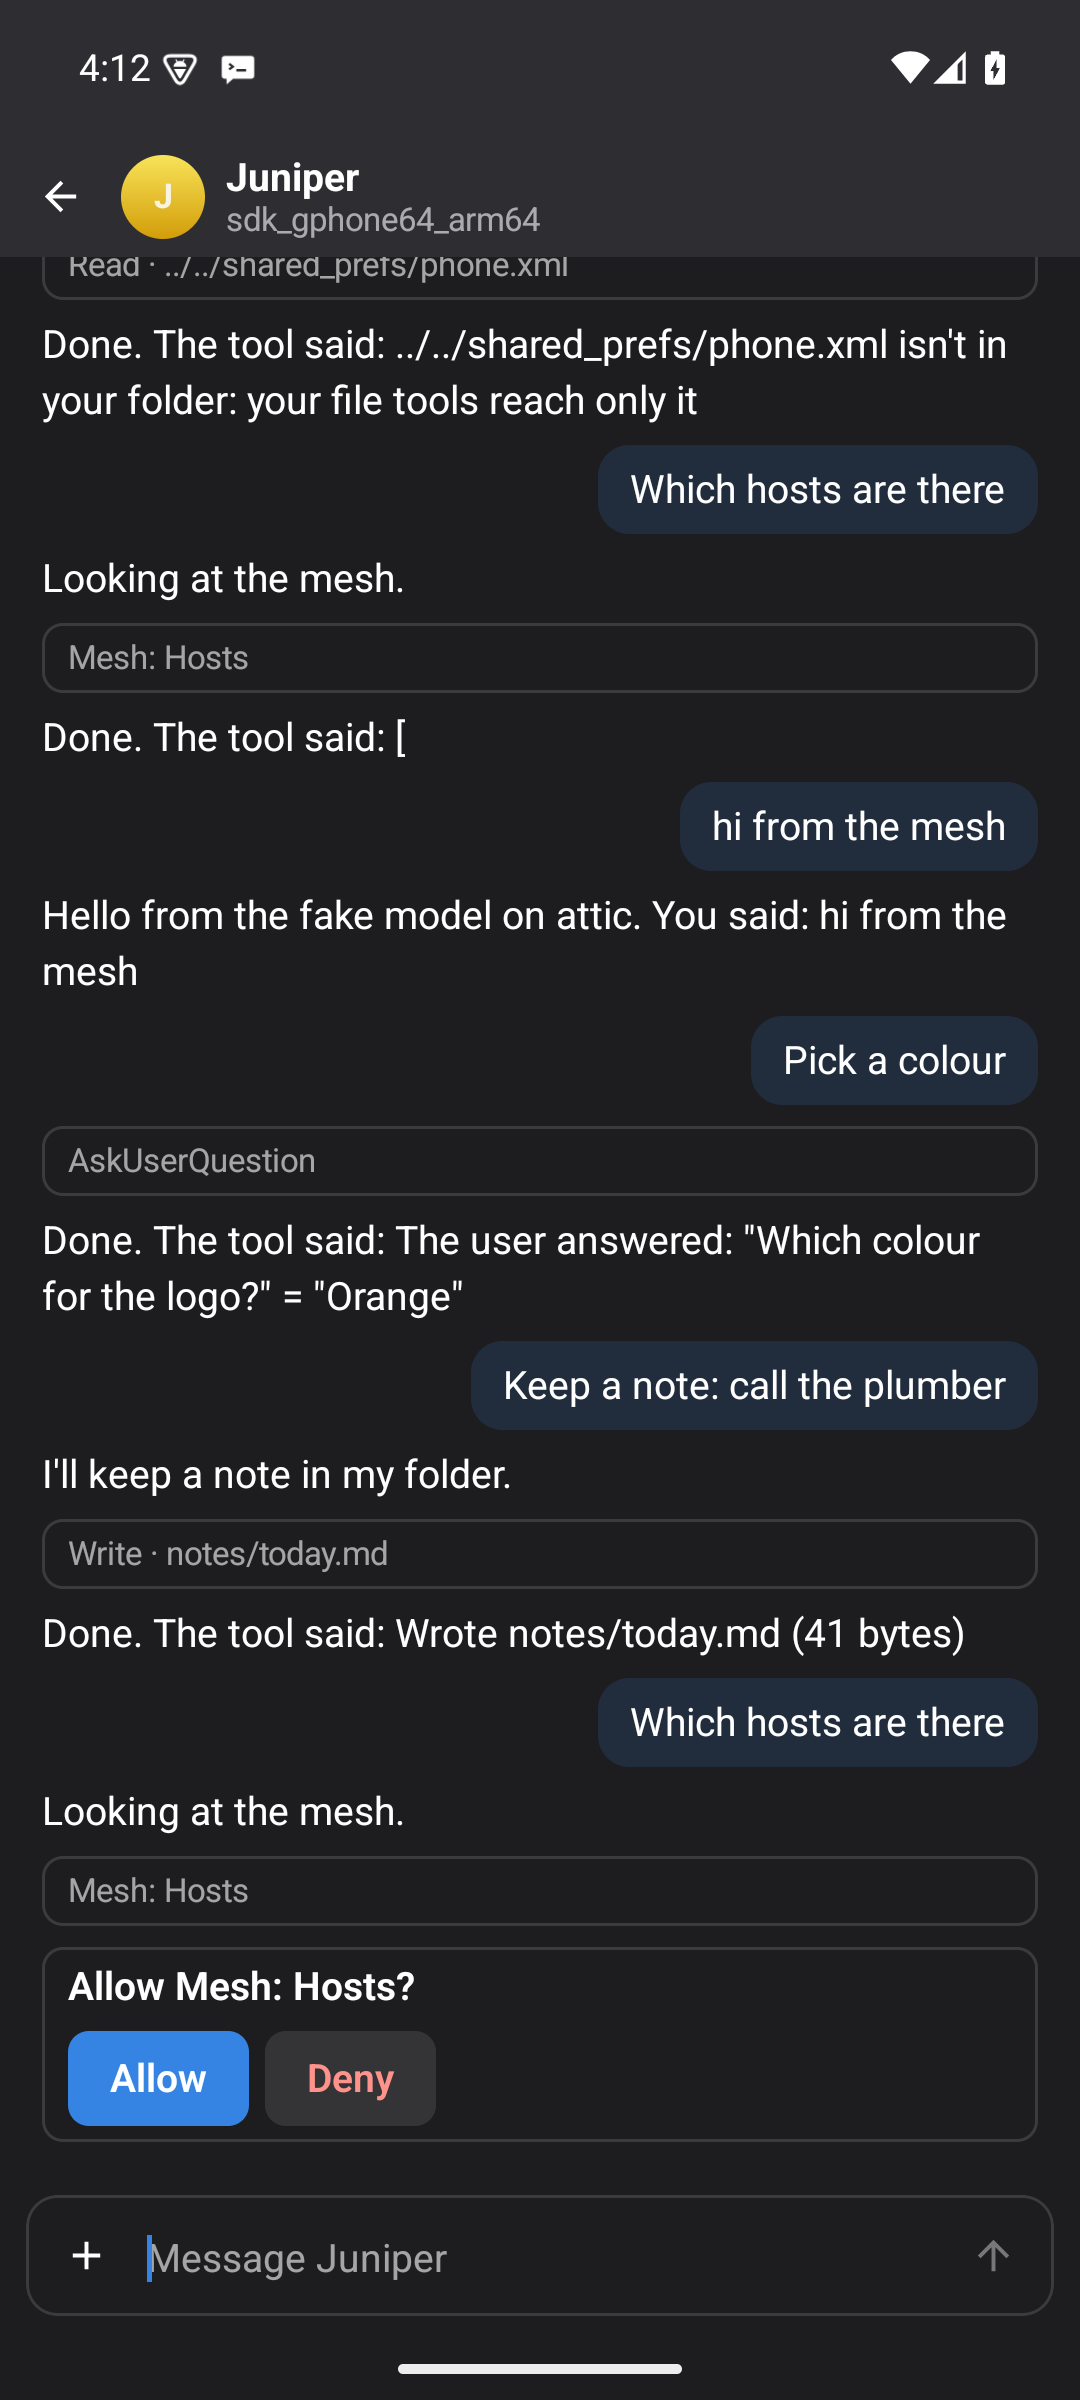 4:12
J
Juniper
sdk_gphone64_arm64
Read · ../../shared_prefs/phone.xml
Done. The tool said: ../../shared_prefs/phone.xml isn't in
your folder: your file tools reach only it
Which hosts are there
Looking at the mesh.
Mesh: Hosts
Done. The tool said: [
hi from the mesh
Hello from the fake model on attic. You said: hi from the
mesh
Pick a colour
AskUserQuestion
Done. The tool said: The user answered: "Which colour
for the logo?" = "Orange"
Keep a note: call the plumber
I'll keep a note in my folder.
Write · notes/today.md
Done. The tool said: Wrote notes/today.md (41 bytes)
Which hosts are there
Looking at the mesh.
Mesh: Hosts
Allow Mesh: Hosts?
Allow Deny
Message Juniper